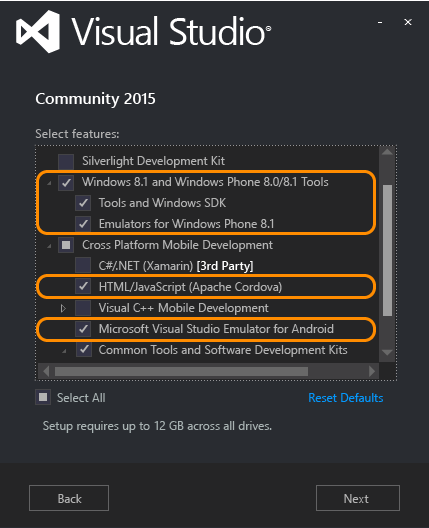 Visual Studio®
Community 2015
Select features:
Silverlight Development Kit
Windows 8.1 and Windows Phone 8.0/8.1 Tools
Tools and Windows SDK
Emulators for Windows Phone 8.1
Cross Platform Mobile Development
C#/.NET (Xamarin) [3rd Party]
HTML/JavaScript (Apache Cordova)
Visual C++ Mobile Development
Microsoft Visual Studio Emulator for Android
Common Tools and Software Development Kits
Select All Reset Defaults
Setup requires up to 12 GB across all drives.
Back Next